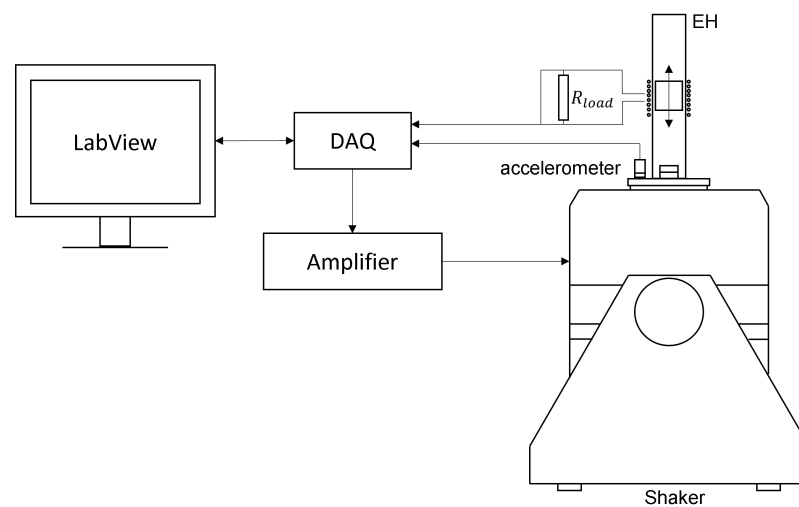 EH
R_load
LabView
DAQ
accelerometer
Amplifier
Shaker